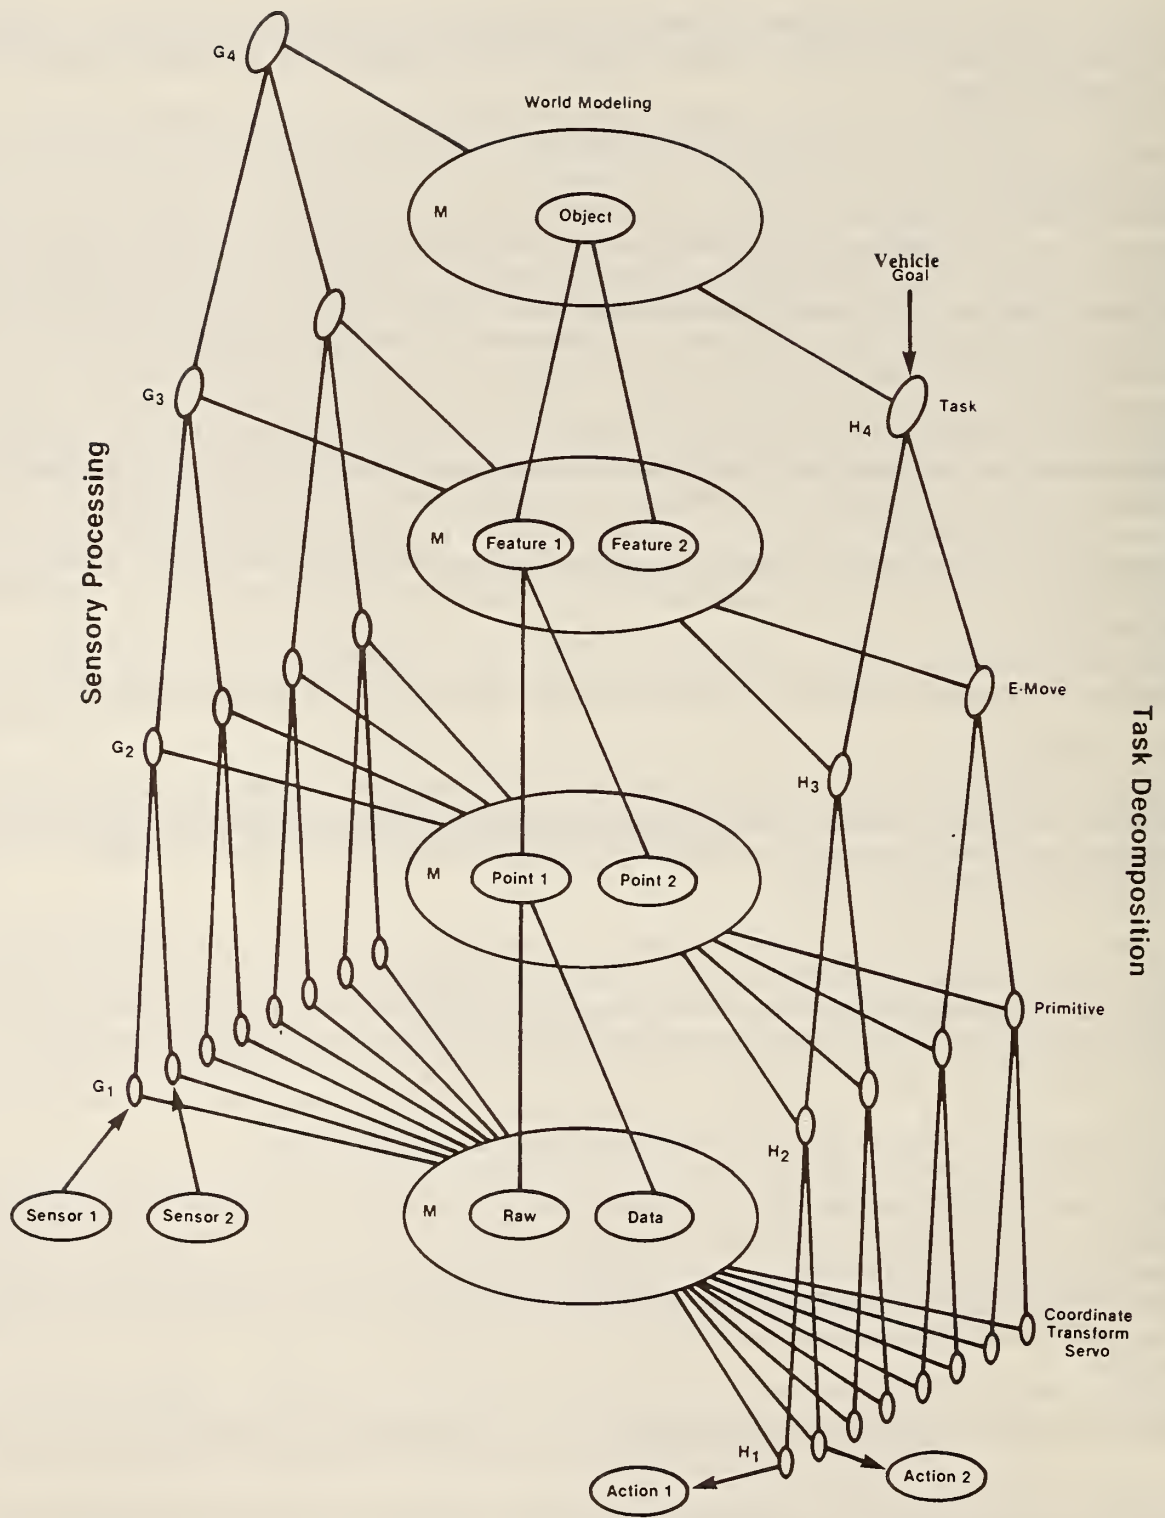 G4
World Modeling
M
Object
Vehicle
Goal
G3
Task
H4
Sensory Processing
M
Feature 1
Feature 2
E-Move
G2
H3
Task Decomposition
M
Point 1
Point 2
Primitive
G1
H2
Sensor 1
Sensor 2
M
Raw
Data
Coordinate
Transform
Servo
H1
Action 1
Action 2